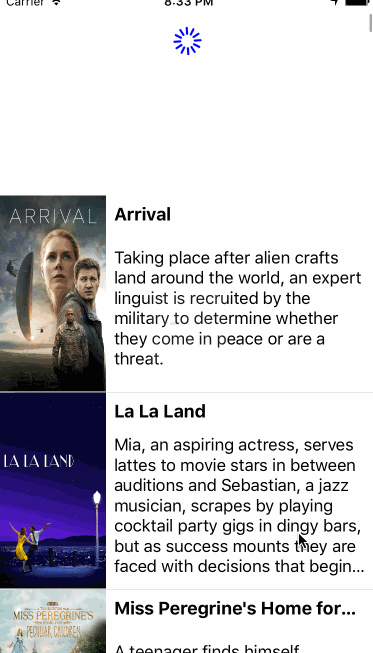 Carrier 8:33 PM
ARRIVAL
Arrival
Taking place after alien crafts
land around the world, an expert
linguist is recruited by the
military to determine whether
they come in peace or are a
threat.
LA LA LAND
La La Land
Mia, an aspiring actress, serves
lattes to movie stars in between
auditions and Sebastian, a jazz
musician, scrapes by playing
cocktail party gigs in dingy bars,
but as success mounts they are
faced with decisions that begin...
MISS PEREGRINE'S
HOME FOR
PECULIAR CHILDREN
Miss Peregrine's Home for...
A teenager finds himself